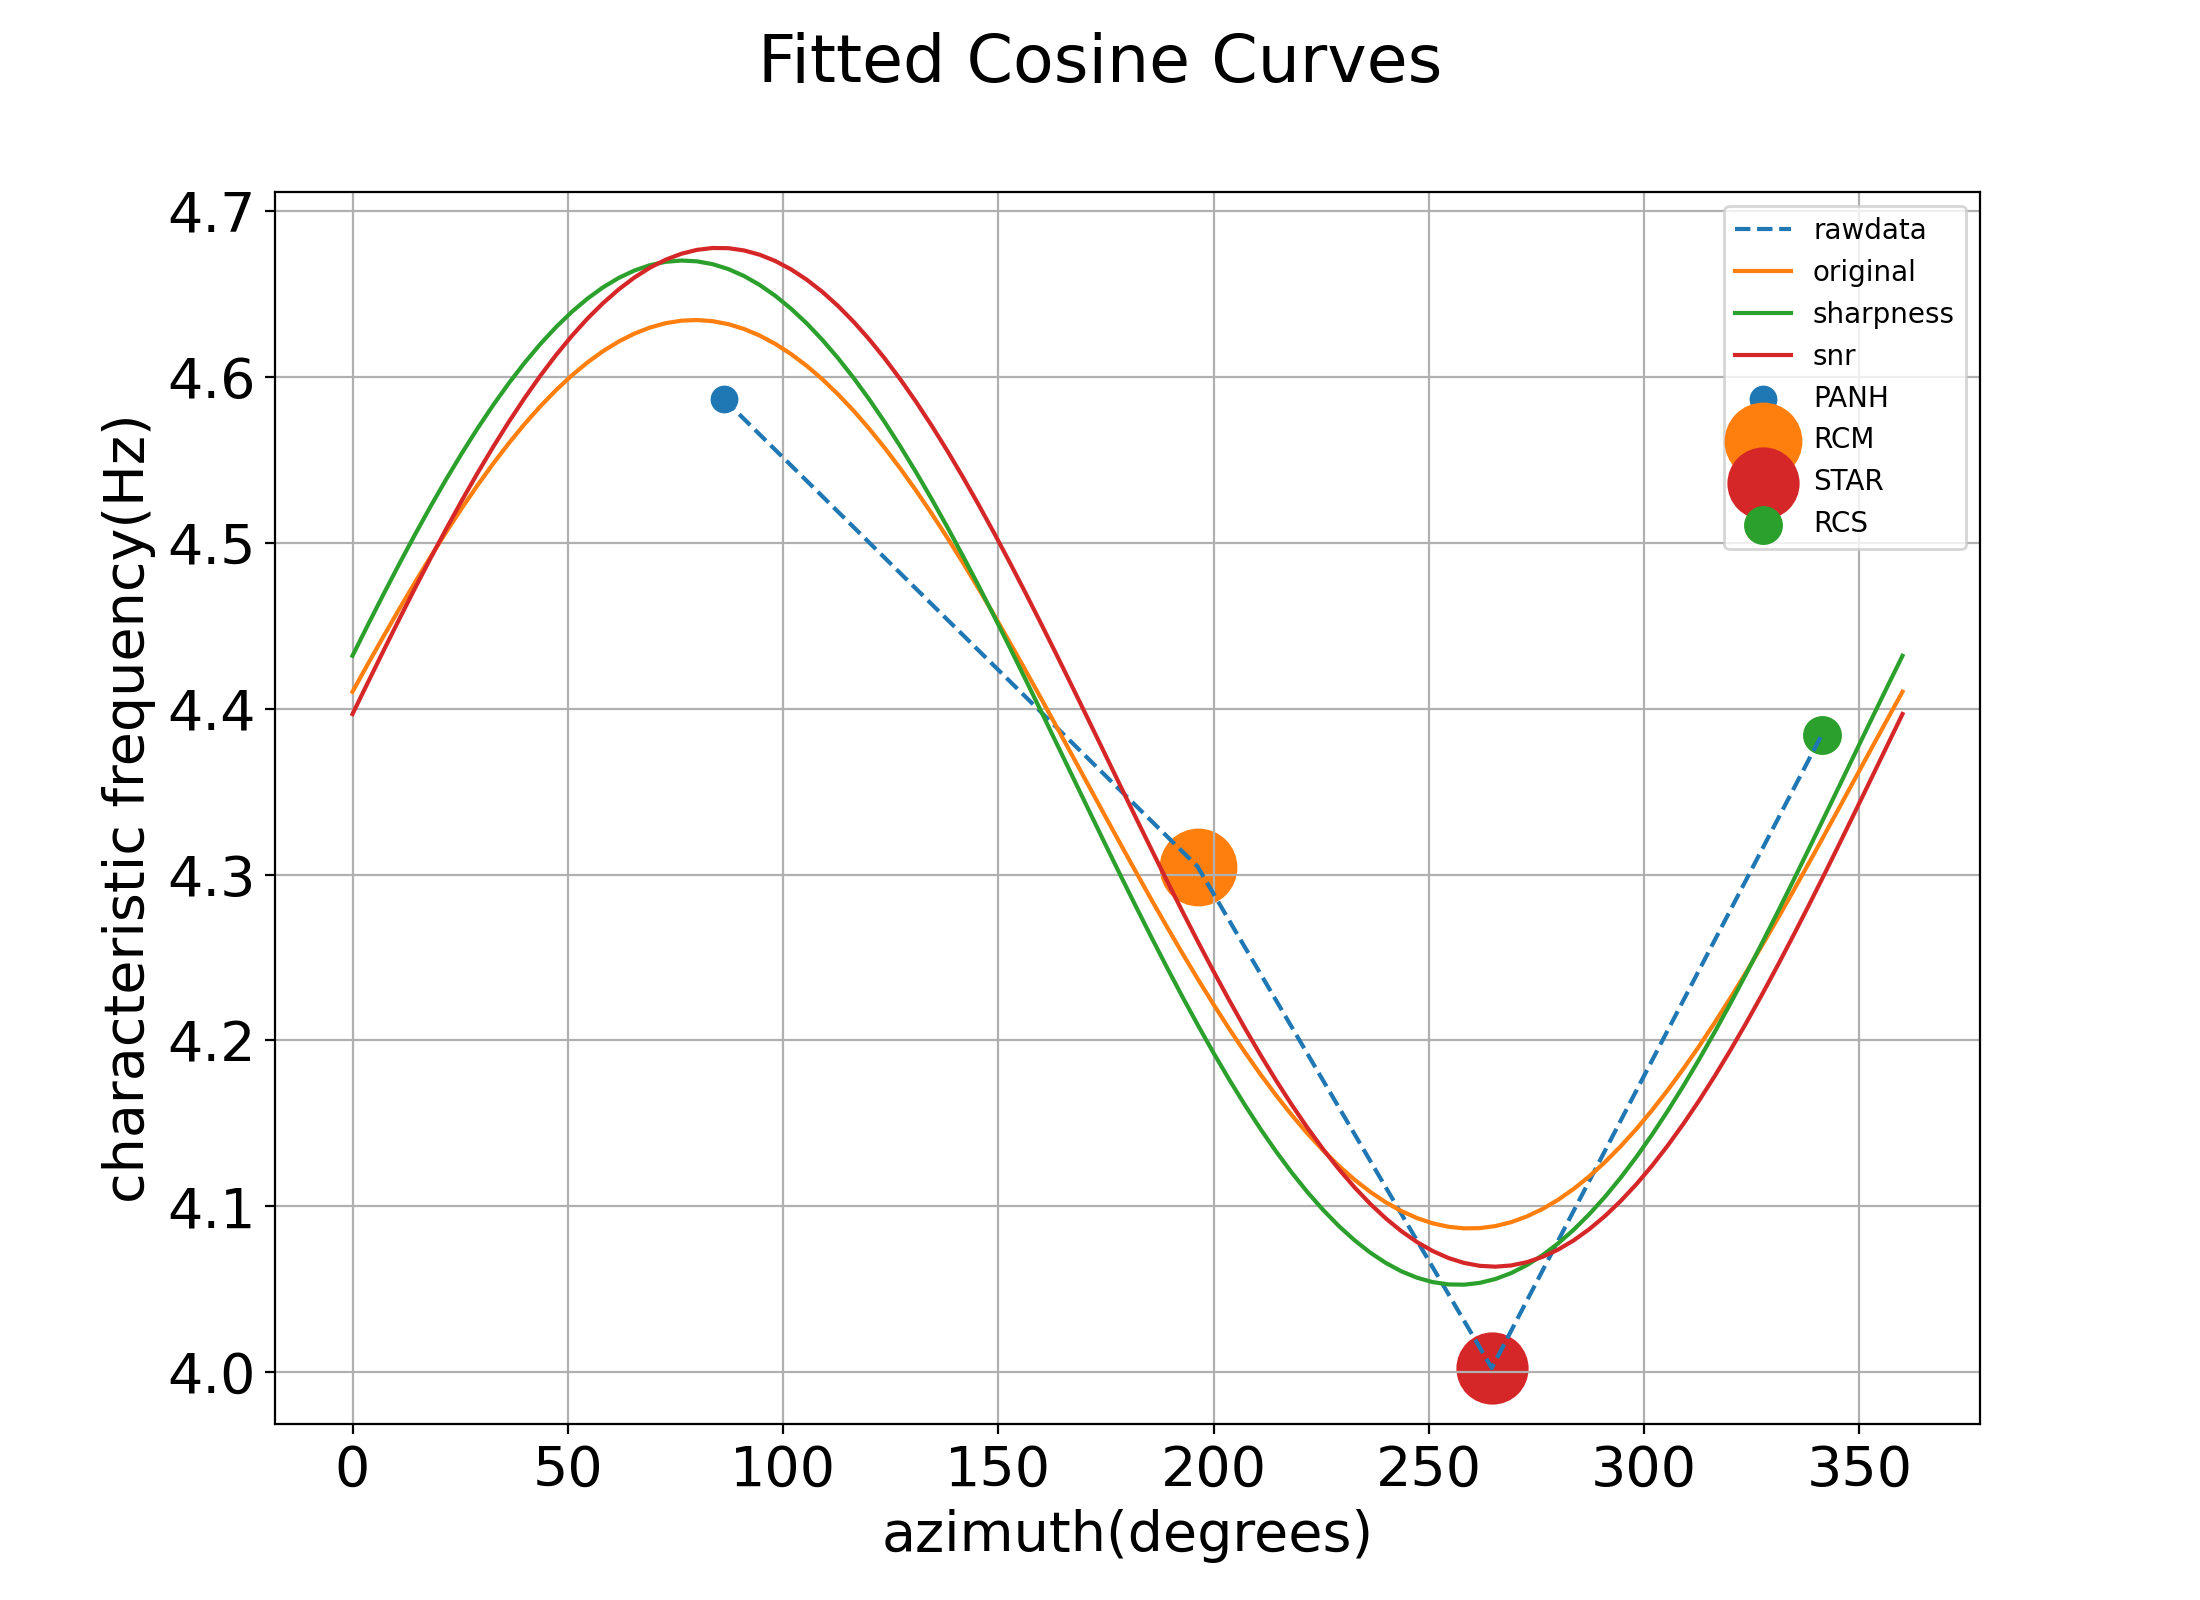 Fitted Cosine Curves
4.7
4.6
4.5
4.4
4.3
4.2
4.1
4.0
characteristic frequency(Hz)
rawdata
original
sharpness
snr
PANH
RCM
STAR
RCS
0 50 100 150 200 250 300 350
azimuth(degrees)